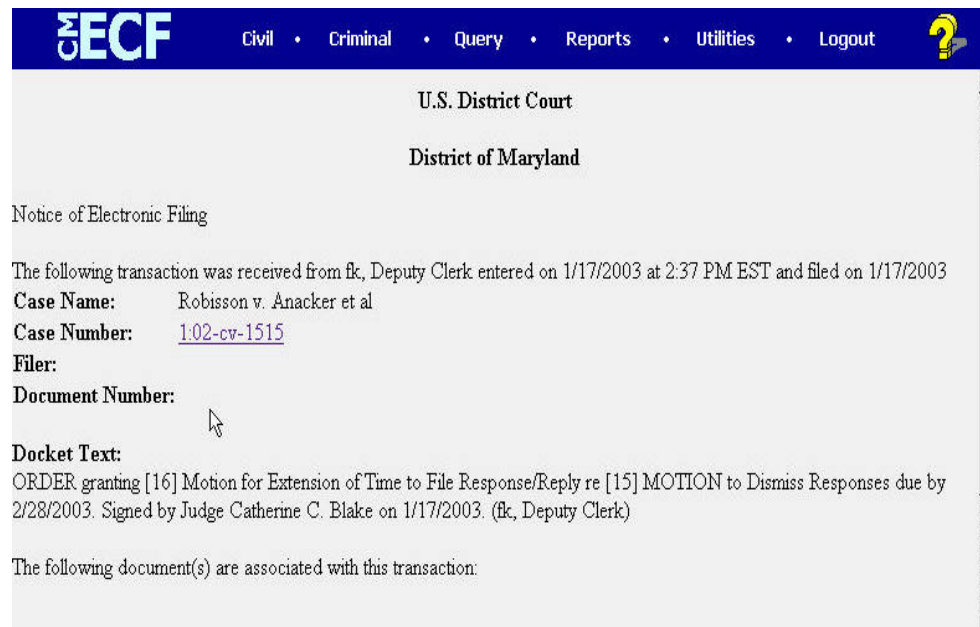 CM ECF Civil • Criminal • Query • Reports • Utilities • Logout ?
U.S. District Court
District of Maryland
Notice of Electronic Filing
The following transaction was received from fk, Deputy Clerk entered on 1/17/2003 at 2:37 PM EST and filed on 1/17/2003
Case Name: Robisson v. Anacker et al
Case Number: 1:02-cv-1515
Filer:
Document Number:
Docket Text:
ORDER granting [16] Motion for Extension of Time to File Response/Reply re [15] MOTION to Dismiss Responses due by
2/28/2003. Signed by Judge Catherine C. Blake on 1/17/2003. (fk, Deputy Clerk)
The following document(s) are associated with this transaction: